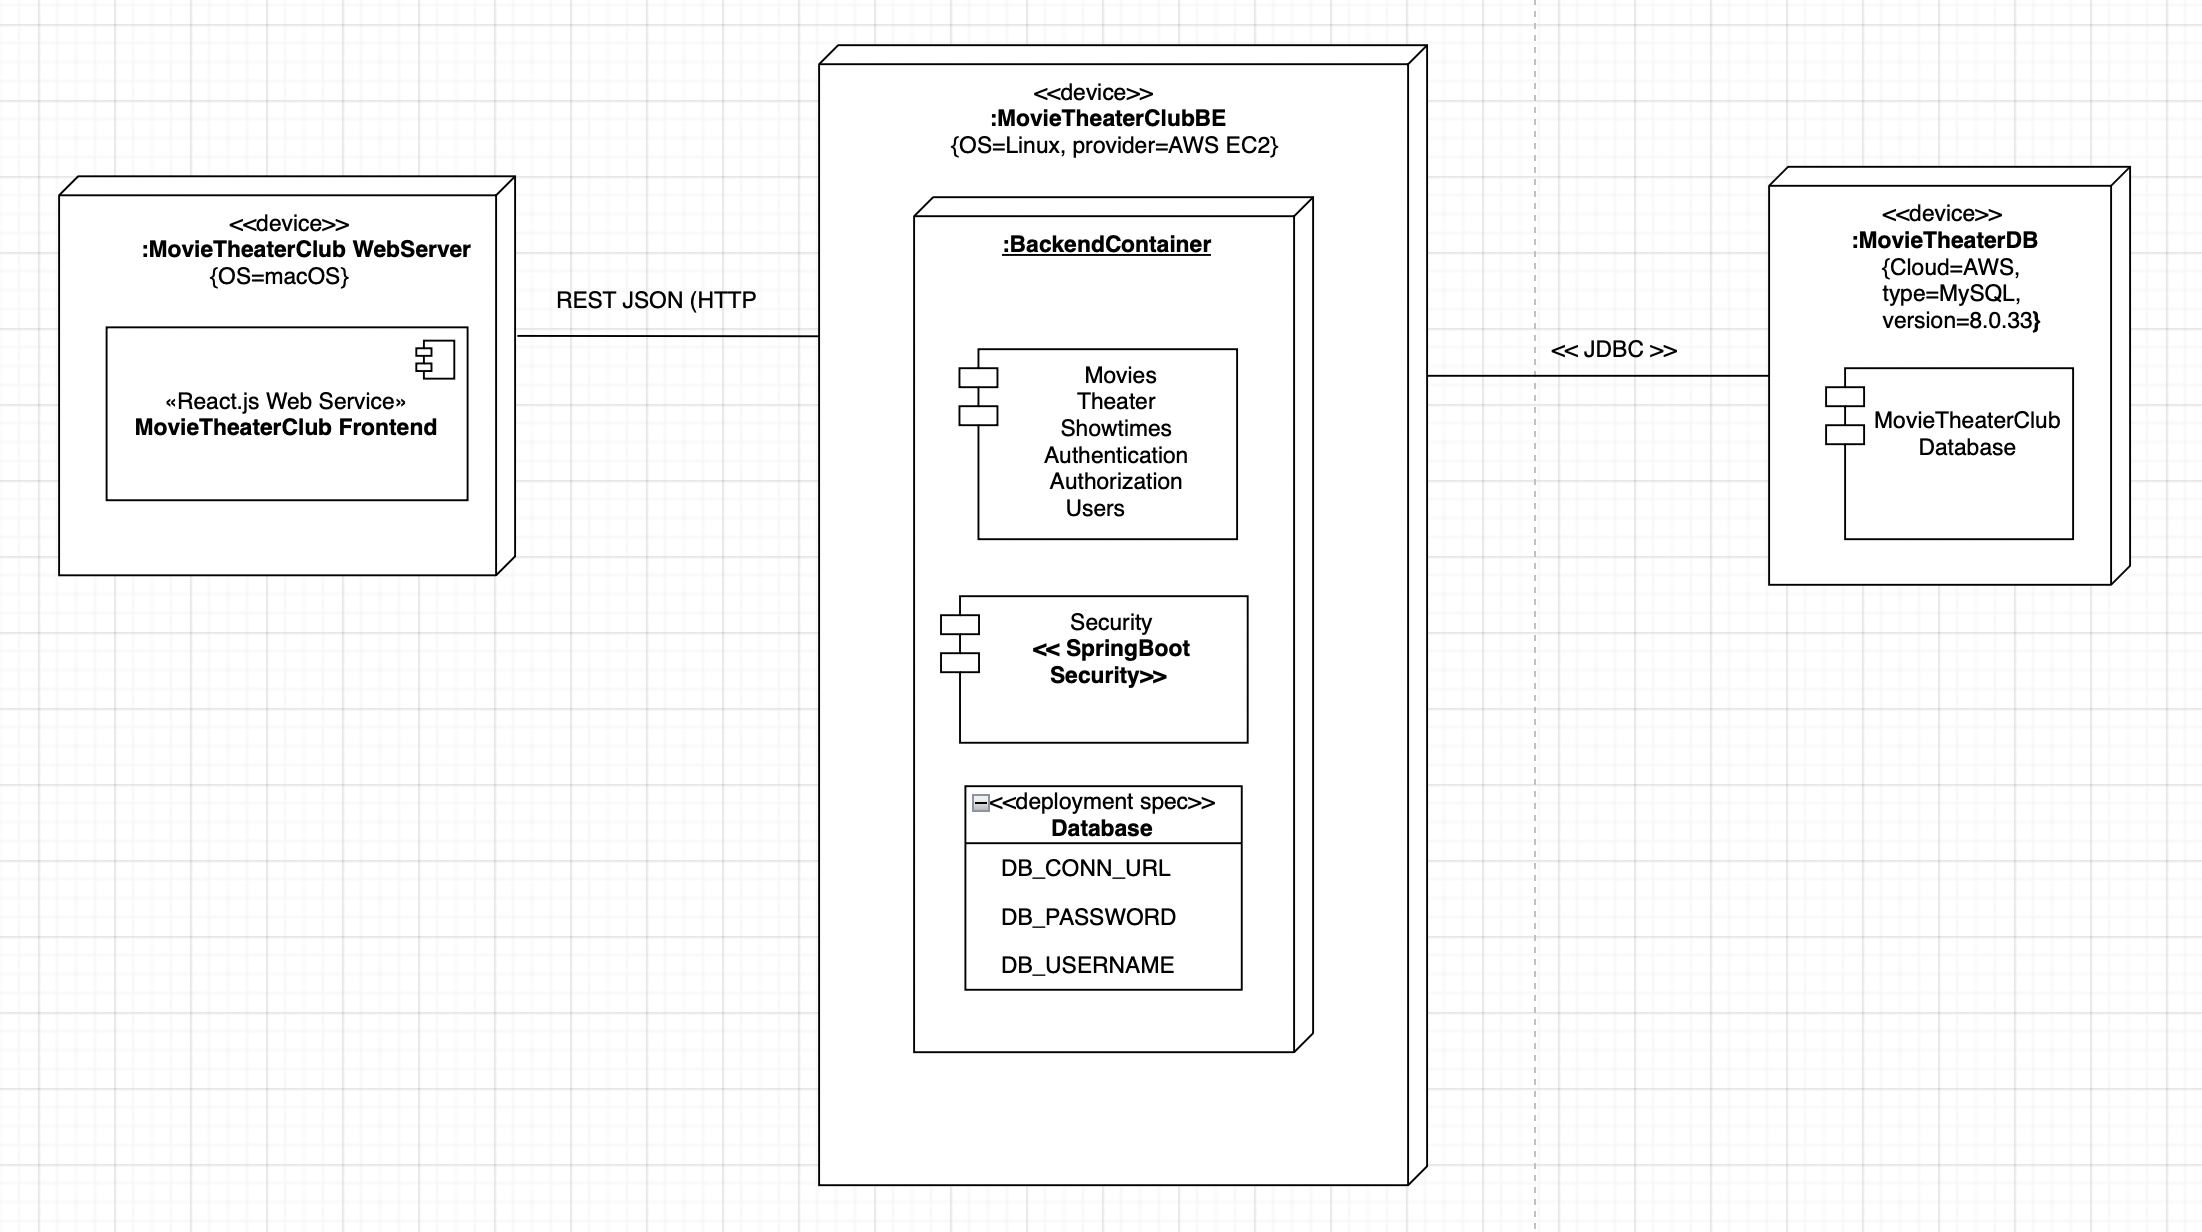 <<device>>
:MovieTheaterClub WebServer
{OS=macOS}
«React.js Web Service»
MovieTheaterClub Frontend
REST JSON (HTTP
<<device>>
:MovieTheaterClubBE
{OS=Linux, provider=AWS EC2}
:BackendContainer
Movies
Theater
Showtimes
Authentication
Authorization
Users
Security
<< SpringBoot
Security>>
<<deployment spec>>
Database
DB_CONN_URL
DB_PASSWORD
DB_USERNAME
<< JDBC >>
<<device>>
:MovieTheaterDB
{Cloud=AWS,
type=MySQL,
version=8.0.33}
MovieTheaterClub
Database